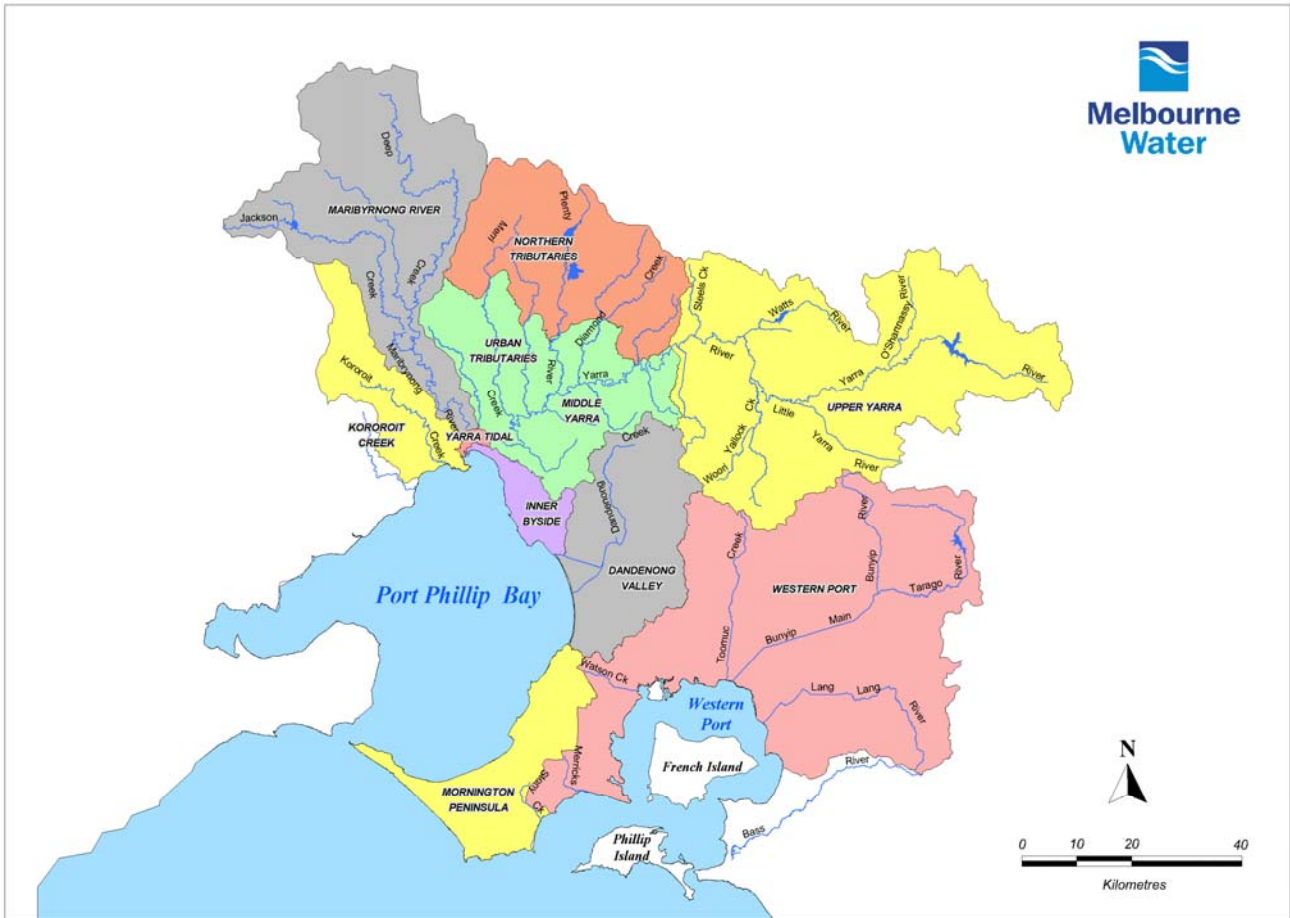 Melbourne
Water
Deep
Creek
MARIBYRNONG RIVER
Jackson
Creek
Maribyrnong
River
Merri
Creek
Plenty
River
NORTHERN
TRIBUTARIES
Diamond
Creek
Steels Ck
Watts
River
O'Shannassy River
URBAN
TRIBUTARIES
Yarra
River
Yarra
River
MIDDLE
YARRA
UPPER YARRA
Little
Yarra
River
Woori
Yallock
Ck
Kororoit
Creek
KOROROIT
CREEK
YARRA TIDAL
INNER
BYSIDE
Dandenong
Creek
DANDENONG
VALLEY
Port Phillip Bay
WESTERN PORT
Toomuc
Creek
Bunyip
River
Tarago
River
Bunyip
Main
Watson Ck
Lang
Lang
River
Western
Port
French Island
MORNINGTON
PENINSULA
Merricks
Ck
Phillip
Island
Bass
River
N
0 10 20 40
Kilometres